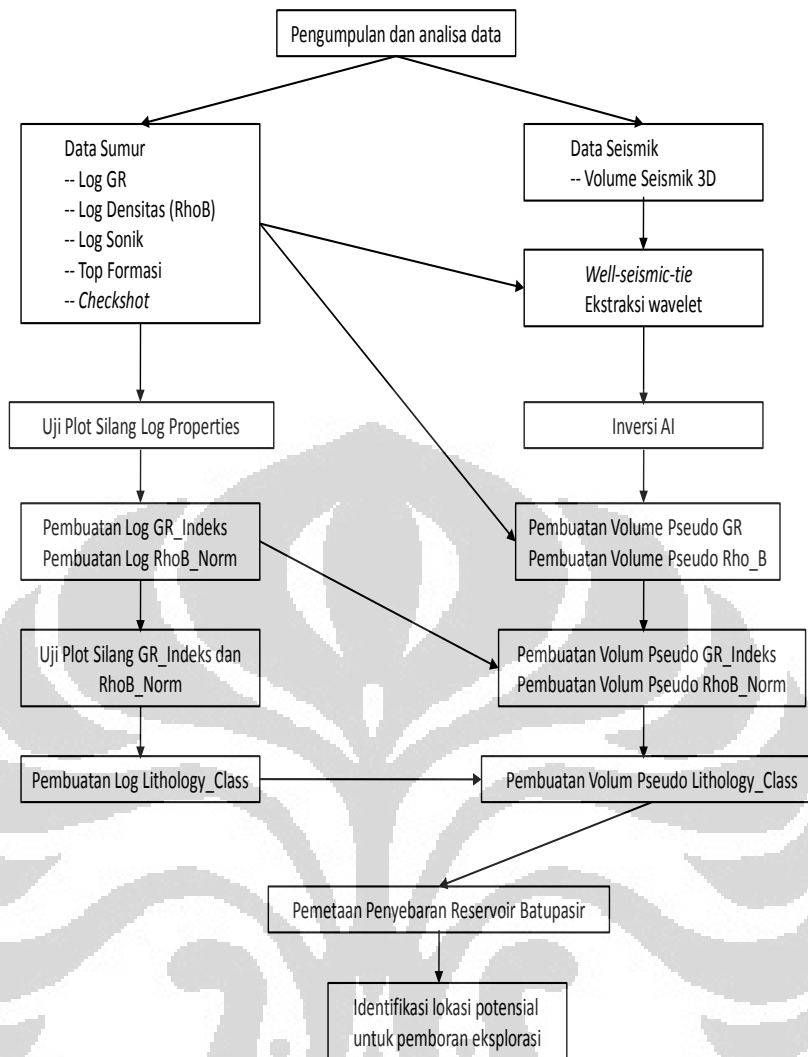 Pengumpulan dan analisa data
Data Sumur
-- Log GR
-- Log Densitas (RhoB)
-- Log Sonik
-- Top Formasi
-- Checkshot
Data Seismik
-- Volume Seismik 3D
Well-seismic-tie
Ekstraksi wavelet
Uji Plot Silang Log Properties
Inversi AI
Pembuatan Log GR_Indeks
Pembuatan Log RhoB_Norm
Pembuatan Volume Pseudo GR
Pembuatan Volume Pseudo Rho_B
Uji Plot Silang GR_Indeks dan
RhoB_Norm
Pembuatan Volum Pseudo GR_Indeks
Pembuatan Volum Pseudo RhoB_Norm
Pembuatan Log Lithology_Class
Pembuatan Volum Pseudo Lithology_Class
Pemetaan Penyebaran Reservoir Batupasir
Identifikasi lokasi potensial
untuk pemboran eksplorasi